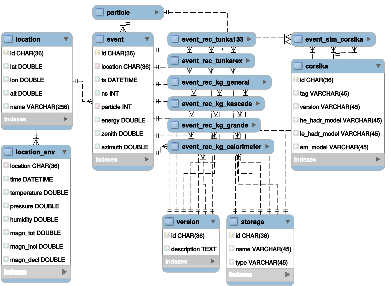 particle
location
id CHAR(36)
lat DOUBLE
lon DOUBLE
alt DOUBLE
name VARCHAR(256)
Indexes
event
id CHAR(36)
location CHAR(36)
ts DATETIME
ns INT
particle INT
energy DOUBLE
zenith DOUBLE
azimuth DOUBLE
Indexes
event_rec_tunka133
event_rec_tunkarex
event_rec_kg_general
event_rec_kg_kascade
event_rec_kg_grande
event_rec_kg_calorimeter
event_sim_corsika
corsika
id CHAR(36)
tag VARCHAR(45)
version VARCHAR(45)
he_hadr_model VARCHAR(45)
le_hadr_model VARCHAR(45)
em_model VARCHAR(45)
Indexes
location_env
location CHAR(36)
time DATETIME
temperature DOUBLE
pressure DOUBLE
humidity DOUBLE
magn_tot DOUBLE
magn_incl DOUBLE
magn_decl DOUBLE
Indexes
version
id CHAR(36)
description TEXT
Indexes
storage
id CHAR(36)
name VARCHAR(45)
type VARCHAR(45)
Indexes